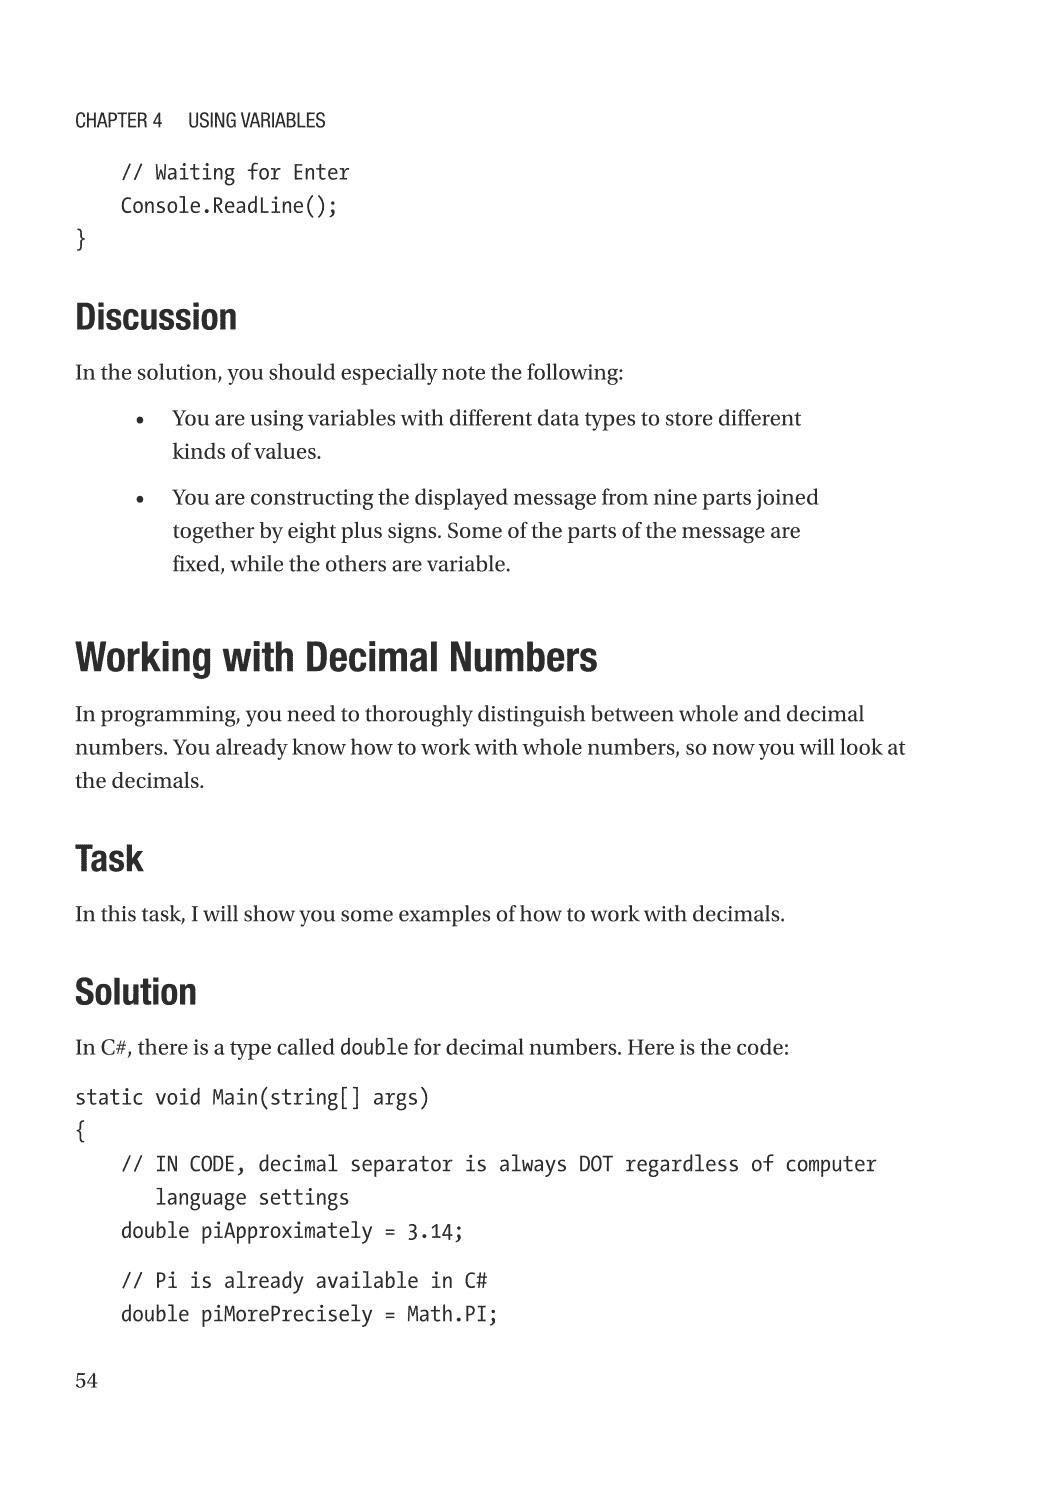 CHAPTER 4 USING VARIABLES
// Waiting for Enter
Console.ReadLine();
}
Discussion
In the solution, you should especially note the following:
• You are using variables with different data types to store different
kinds of values.
• You are constructing the displayed message from nine parts joined
together by eight plus signs. Some of the parts of the message are
fixed, while the others are variable.
Working with Decimal Numbers
In programming, you need to thoroughly distinguish between whole and decimal
numbers. You already know how to work with whole numbers, so now you will look at
the decimals.
Task
In this task, I will show you some examples of how to work with decimals.
Solution
In C#, there is a type called double for decimal numbers. Here is the code:
static void Main(string[] args)
{
// IN CODE, decimal separator is always DOT regardless of computer
language settings
double piApproximately = 3.14;
// Pi is already available in C#
double piMorePrecisely = Math.PI;
54